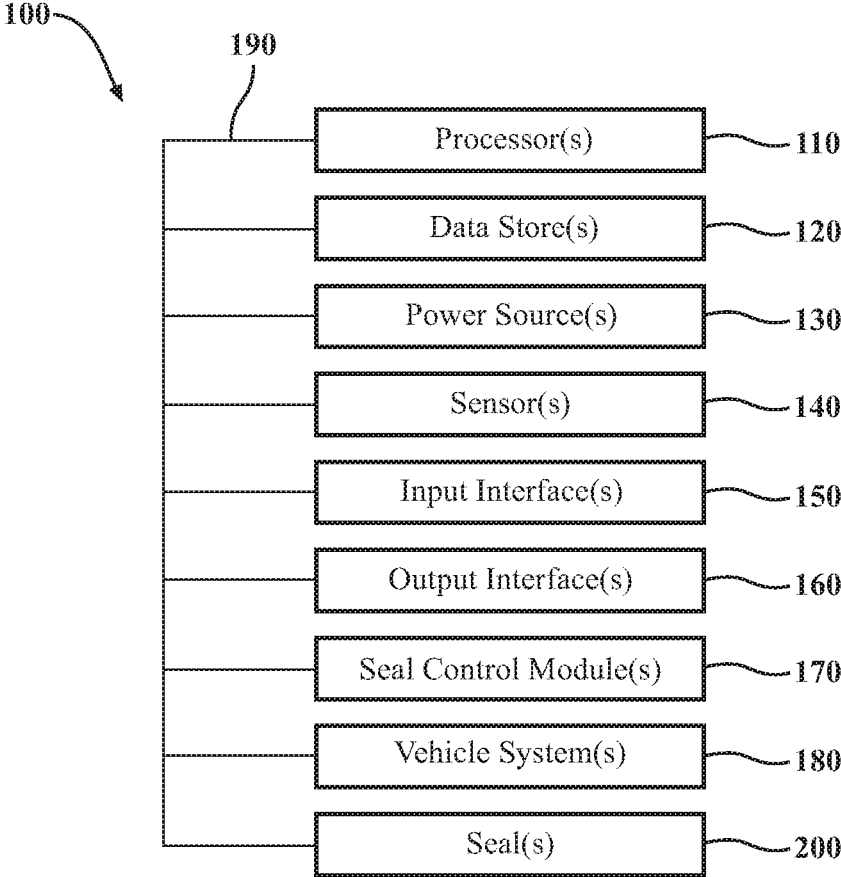 100
190
Processor(s) 110
Data Store(s) 120
Power Source(s) 130
Sensor(s) 140
Input Interface(s) 150
Output Interface(s) 160
Seal Control Module(s) 170
Vehicle System(s) 180
Seal(s) 200